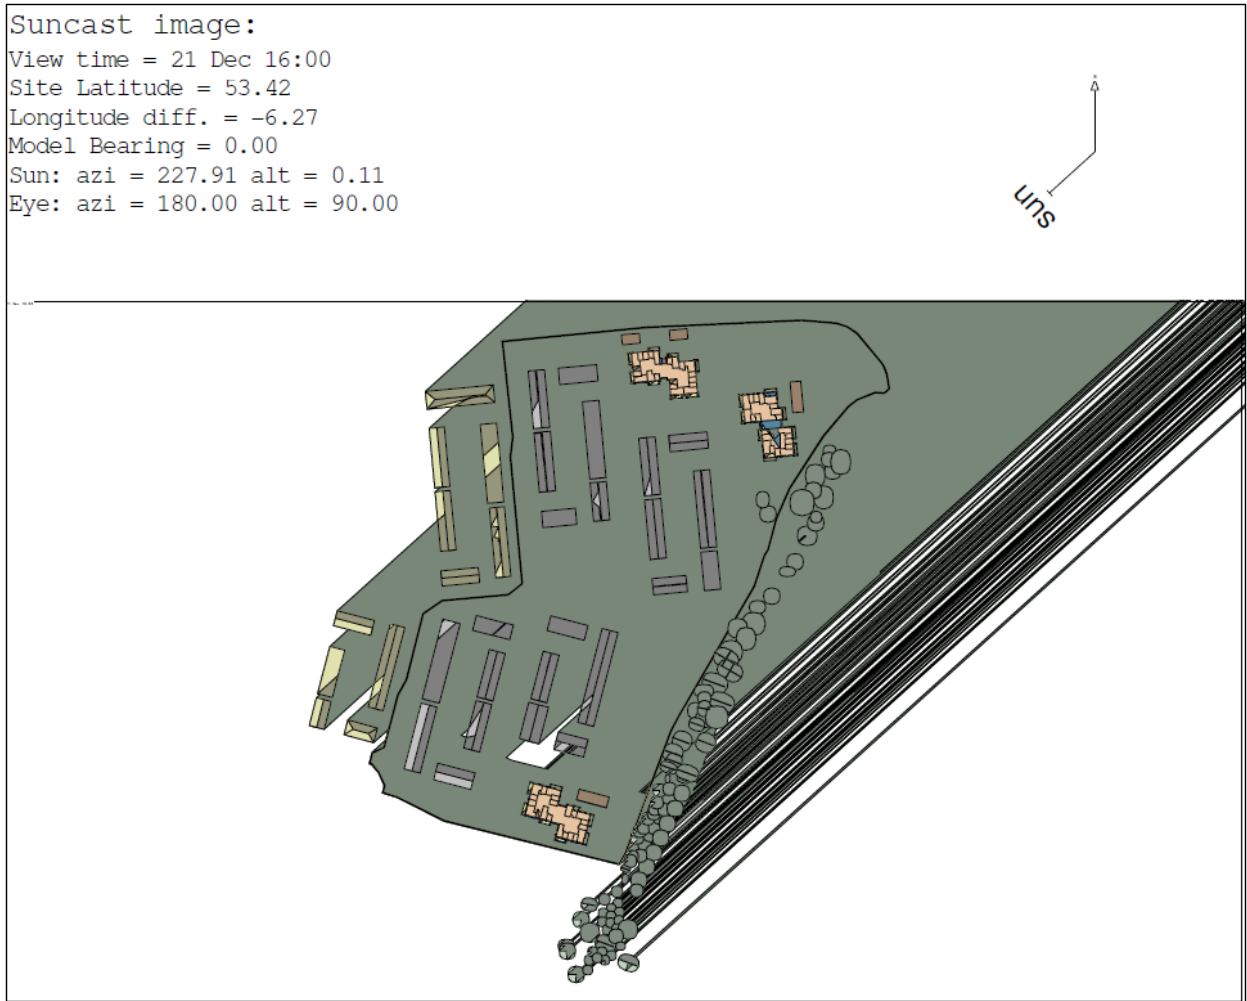 Suncast image:
View time = 21 Dec 16:00
Site Latitude = 53.42
Longitude diff. = -6.27
Model Bearing = 0.00
Sun: azi = 227.91 alt = 0.11
Eye: azi = 180.00 alt = 90.00
sun